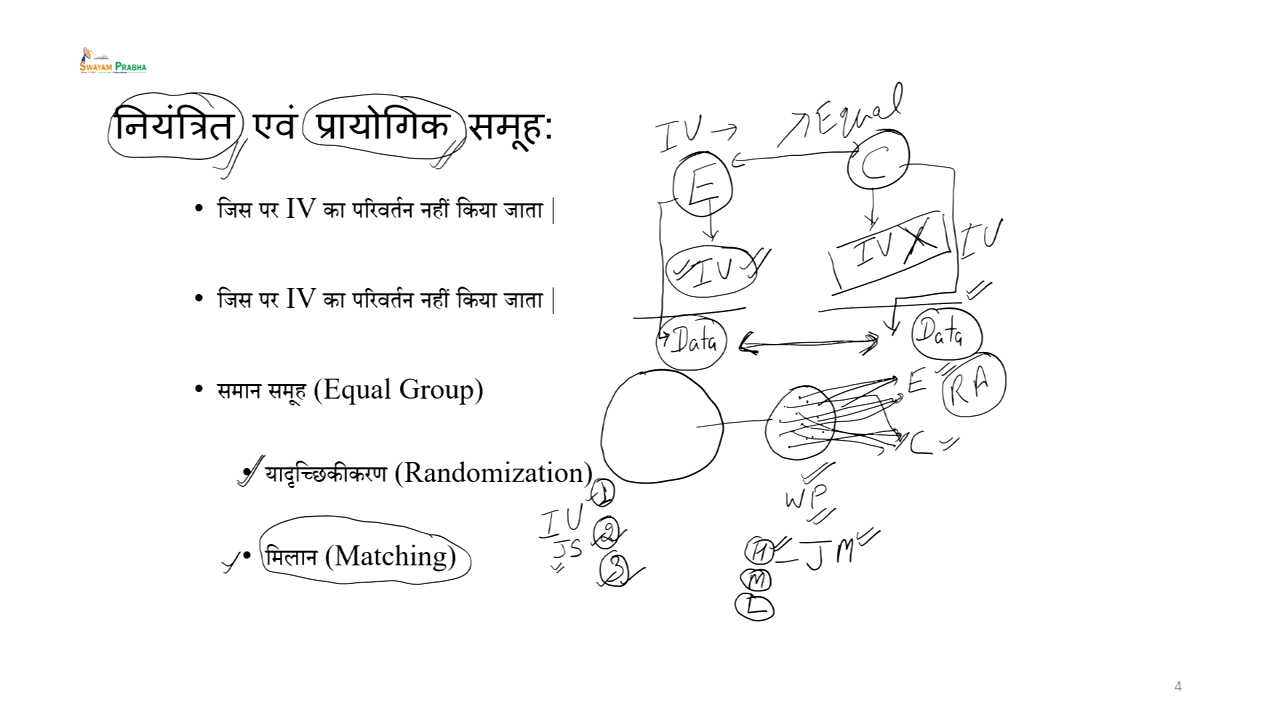 SWAYAM PRABHA
नियंत्रित एवं प्रायोगिक समूह:
• जिस पर IV का परिवर्तन नहीं किया जाता |
• जिस पर IV का परिवर्तन नहीं किया जाता |
• समान समूह (Equal Group)
• यादृच्छिकीकरण (Randomization)
• मिलान (Matching)
IV → Equal
E C
IV IV X IV
Data Data
E RA
C
WP
1
IV 2
JS 3
H JM
M
L
4